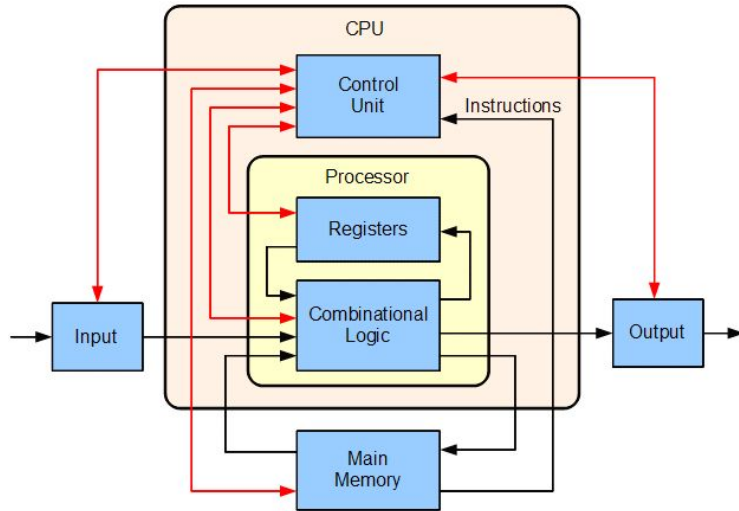 CPU
Control
Unit
Instructions
Processor
Registers
Combinational
Logic
Input
Output
Main
Memory